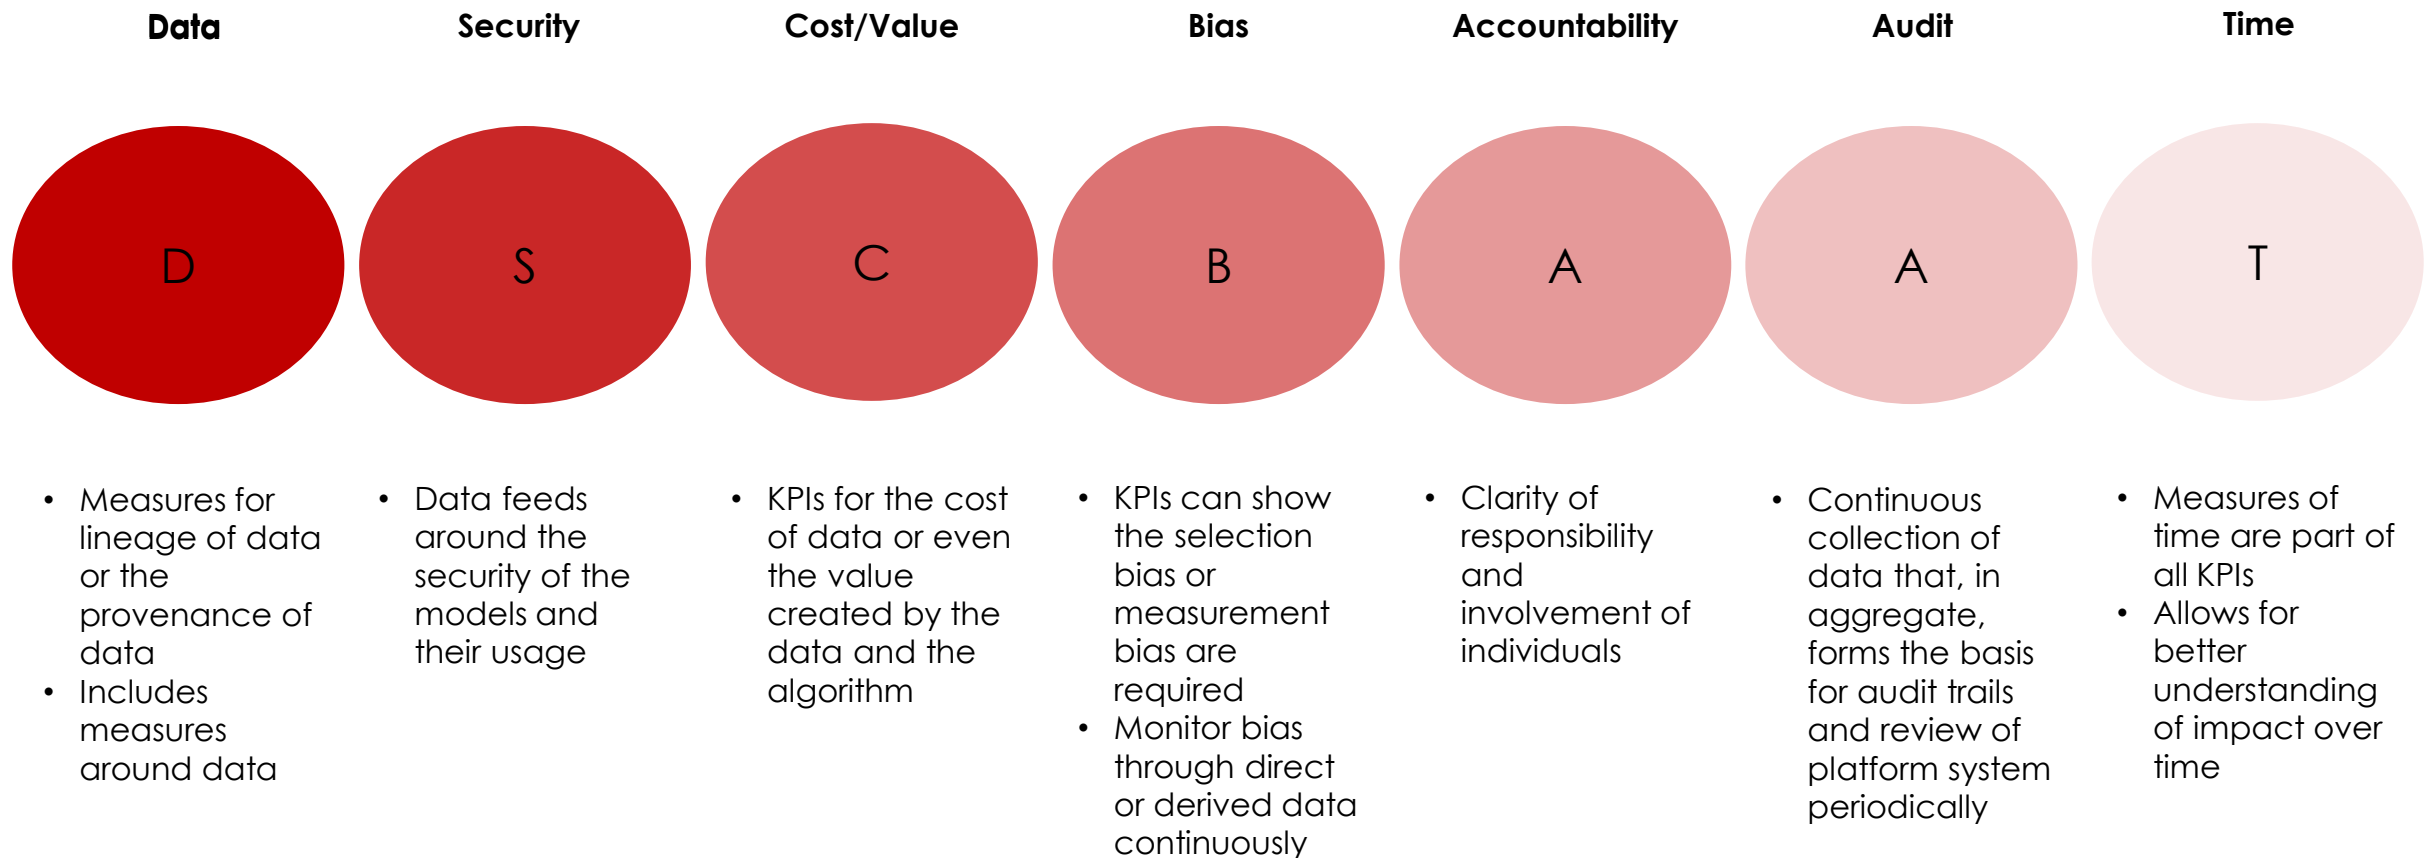 Data
Security
Cost/Value
Bias
Accountability
Audit
Time
D
S
C
B
A
A
T
• Measures for
lineage of data
or the
provenance of
data
• Includes
measures
around data
• Data feeds
around the
security of the
models and
their usage
• KPIs for the cost
of data or even
the value
created by the
data and the
algorithm
• KPIs can show
the selection
bias or
measurement
bias are
required
• Monitor bias
through direct
or derived data
continuously
• Clarity of
responsibility
and
involvement of
individuals
• Continuous
collection of
data that, in
aggregate,
forms the basis
for audit trails
and review of
platform system
periodically
• Measures of
time are part of
all KPIs
• Allows for
better
understanding
of impact over
time